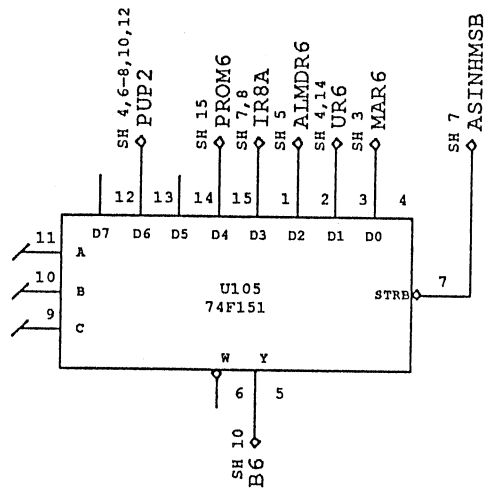 SH 4,6-8,10,12
PUP2
SH 15
PROM6
SH 7,8
IR8A
SH 5
ALMDR6
SH 4,14
UR6
SH 3
MAR6
SH 7
ASINHMSB
12 13 14 15 1 2 3 4
D7 D6 D5 D4 D3 D2 D1 D0
11 A
10 B
9 C
U105
74F151
STRB 7
W Y
6 5
SH 10
B6